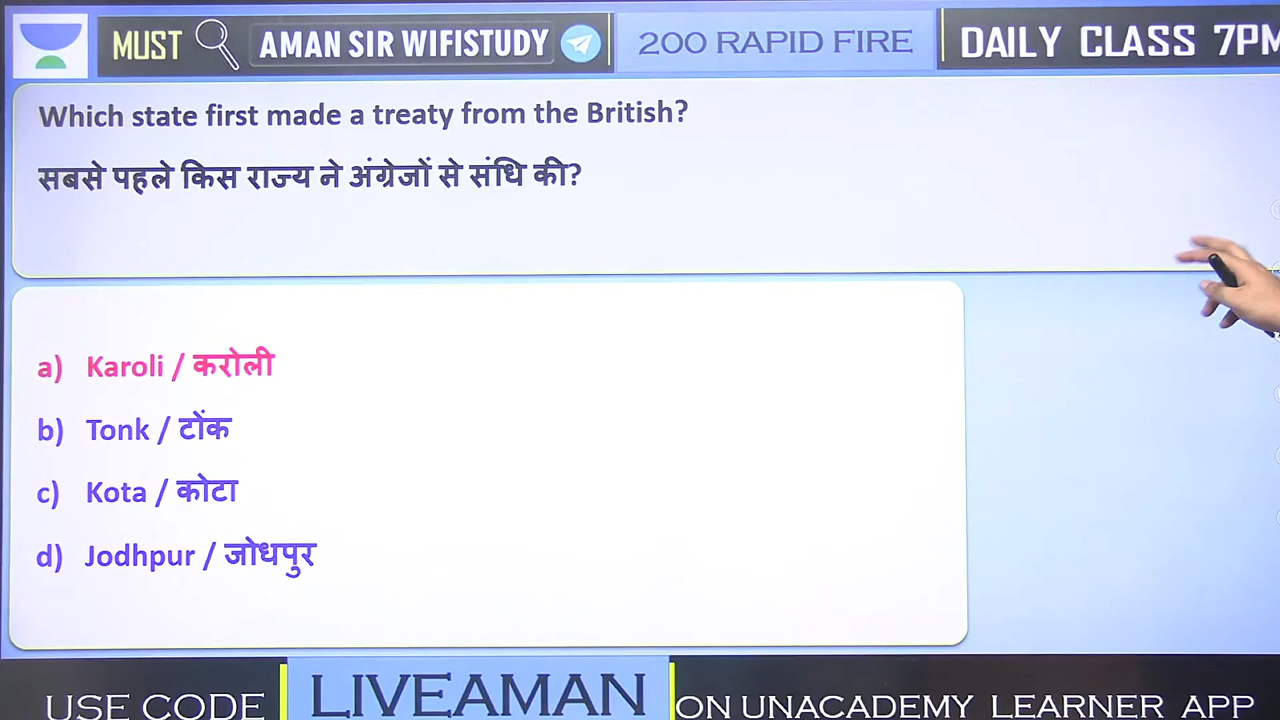 MUST AMAN SIR WIFISTUDY 200 RAPID FIRE DAILY CLASS 7PM
Which state first made a treaty from the British?
सबसे पहले किस राज्य ने अंग्रेजों से संधि की?
a) Karoli / करोली
b) Tonk / टोंक
c) Kota / कोटा
d) Jodhpur / जोधपुर
USE CODE LIVEAMAN ON UNACADEMY LEARNER APP